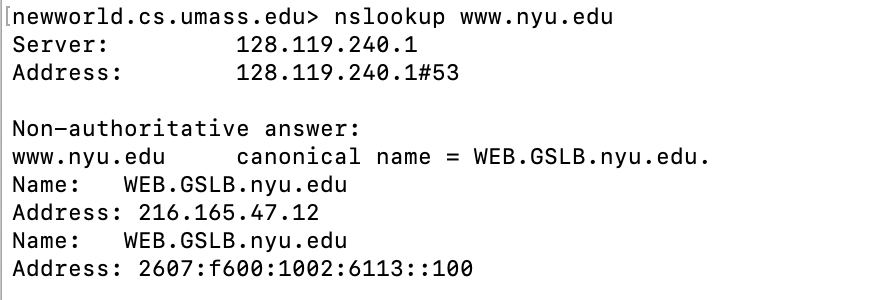 [newworld.cs.umass.edu> nslookup www.nyu.edu
Server:         128.119.240.1
Address:        128.119.240.1#53

Non-authoritative answer:
www.nyu.edu     canonical name = WEB.GSLB.nyu.edu.
Name:   WEB.GSLB.nyu.edu
Address: 216.165.47.12
Name:   WEB.GSLB.nyu.edu
Address: 2607:f600:1002:6113::100